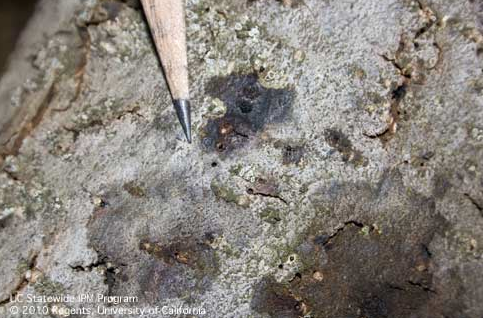 UC Statewide IPM Program
© 2010 Regents, University of California